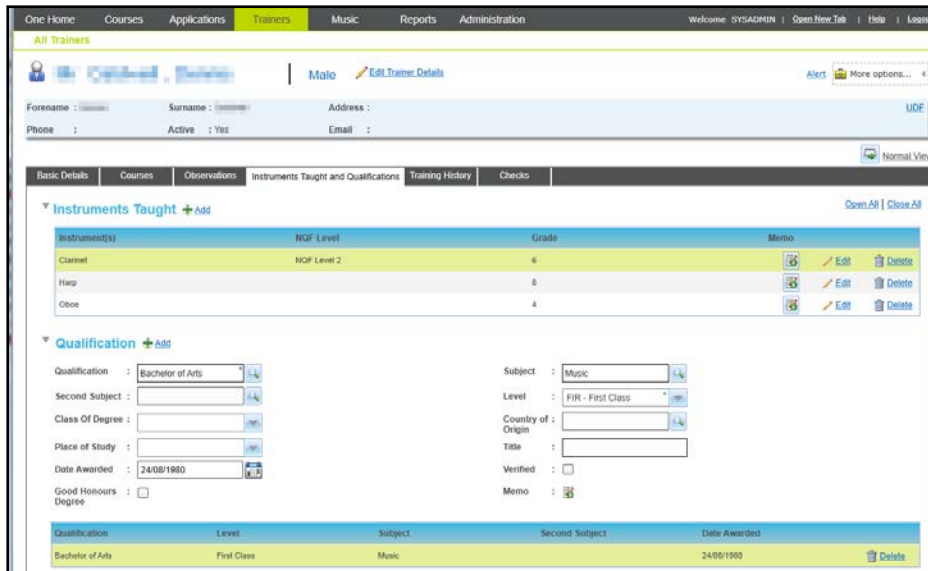 One Home Courses Applications Trainers Music Reports Administration Welcome SYSADMIN | Open New Tab | Help |
All Trainers
Male Edit Trainer Details Alert More options...
Forename : Surname : Address : UDF
Phone : Active : Yes Email :
Normal View
Basic Details Courses Observations Instruments Taught and Qualifications Training History Checks
Instruments Taught Add Open All | Close All
Instrument(s) NQF Level Grade Memo
Clarinet NQF Level 2 6 Edit Delete
Harp Edit Delete
Oboe 4 Edit Delete
Qualification Add
Qualification : Bachelor of Arts * Subject : Music
Second Subject : Level : FIR - First Class *
Class Of Degree : Country of :
Origin
Place of Study : Title :
Date Awarded : 24/08/1980 Verified :
Good Honours : Memo :
Degree
Qualification Level Subject Second Subject Date Awarded
Bachelor of Arts First Class Music 24/08/1980 Delete